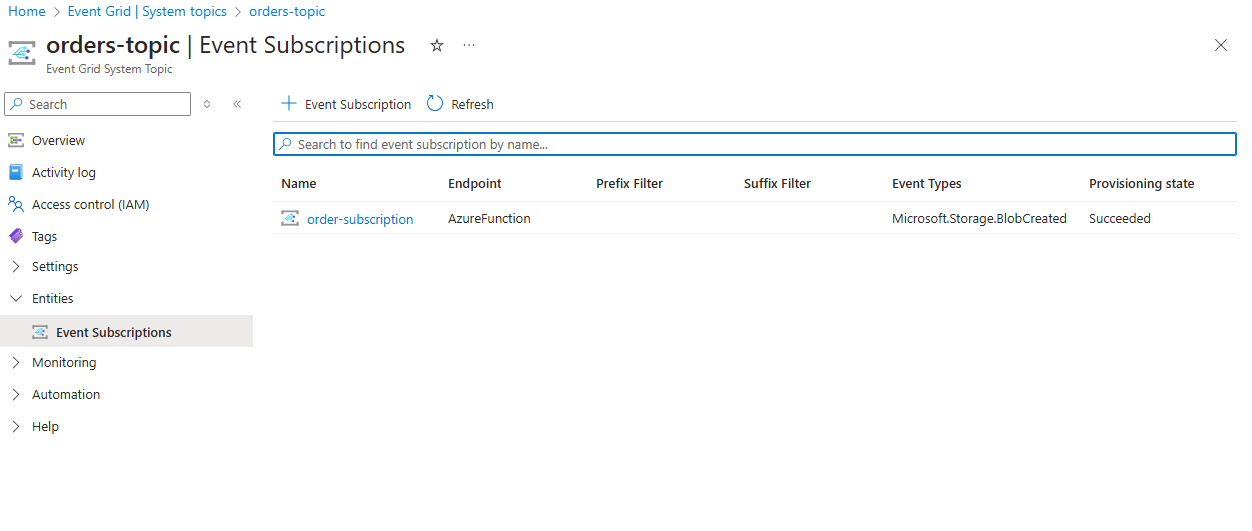 Home > Event Grid | System topics > orders-topic
orders-topic | Event Subscriptions
Event Grid System Topic
Search
Event Subscription Refresh
Search to find event subscription by name...
Overview
Activity log
Access control (IAM)
Tags
Settings
Entities
Event Subscriptions
Monitoring
Automation
Help
Name Endpoint Prefix Filter Suffix Filter Event Types Provisioning state
order-subscription AzureFunction Microsoft.Storage.BlobCreated Succeeded